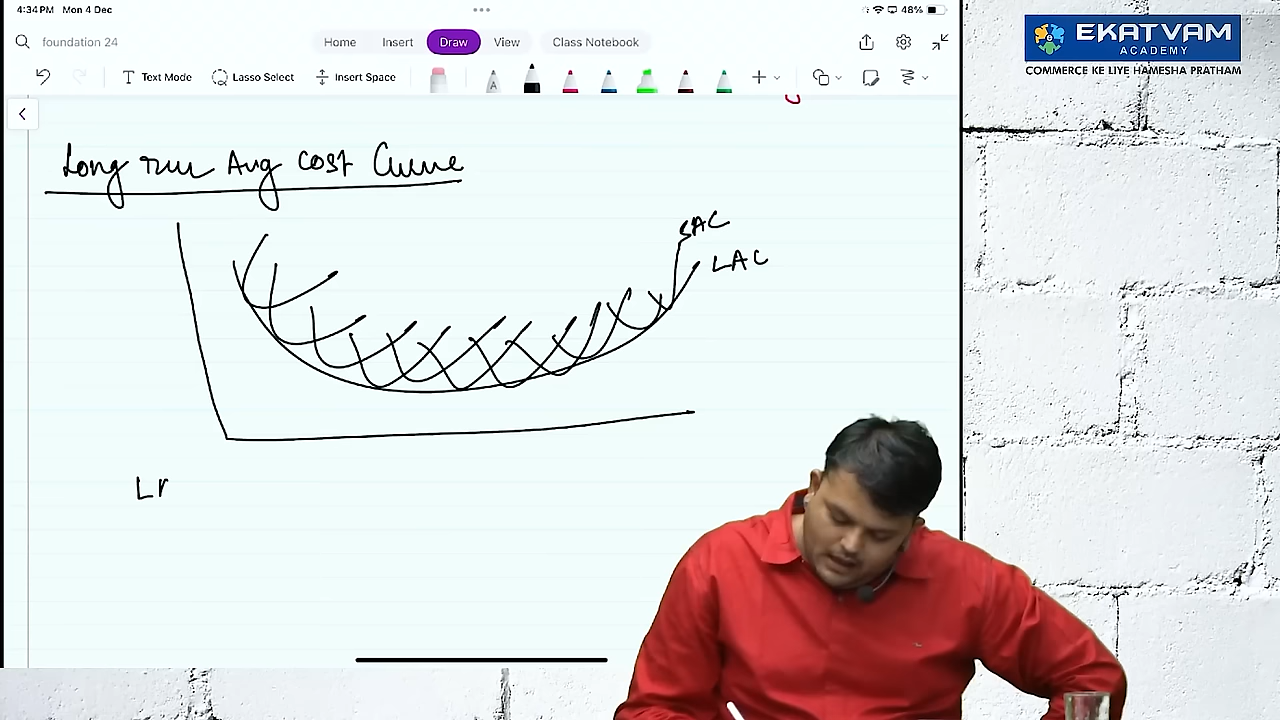 4:34 PM Mon 4 Dec
48%
foundation 24
Home Insert Draw View Class Notebook
Text Mode Lasso Select Insert Space
EKATVAM
ACADEMY
COMMERCE KE LIYE HAMESHA PRATHAM
Long run Avg cost Curve
SAC
LAC